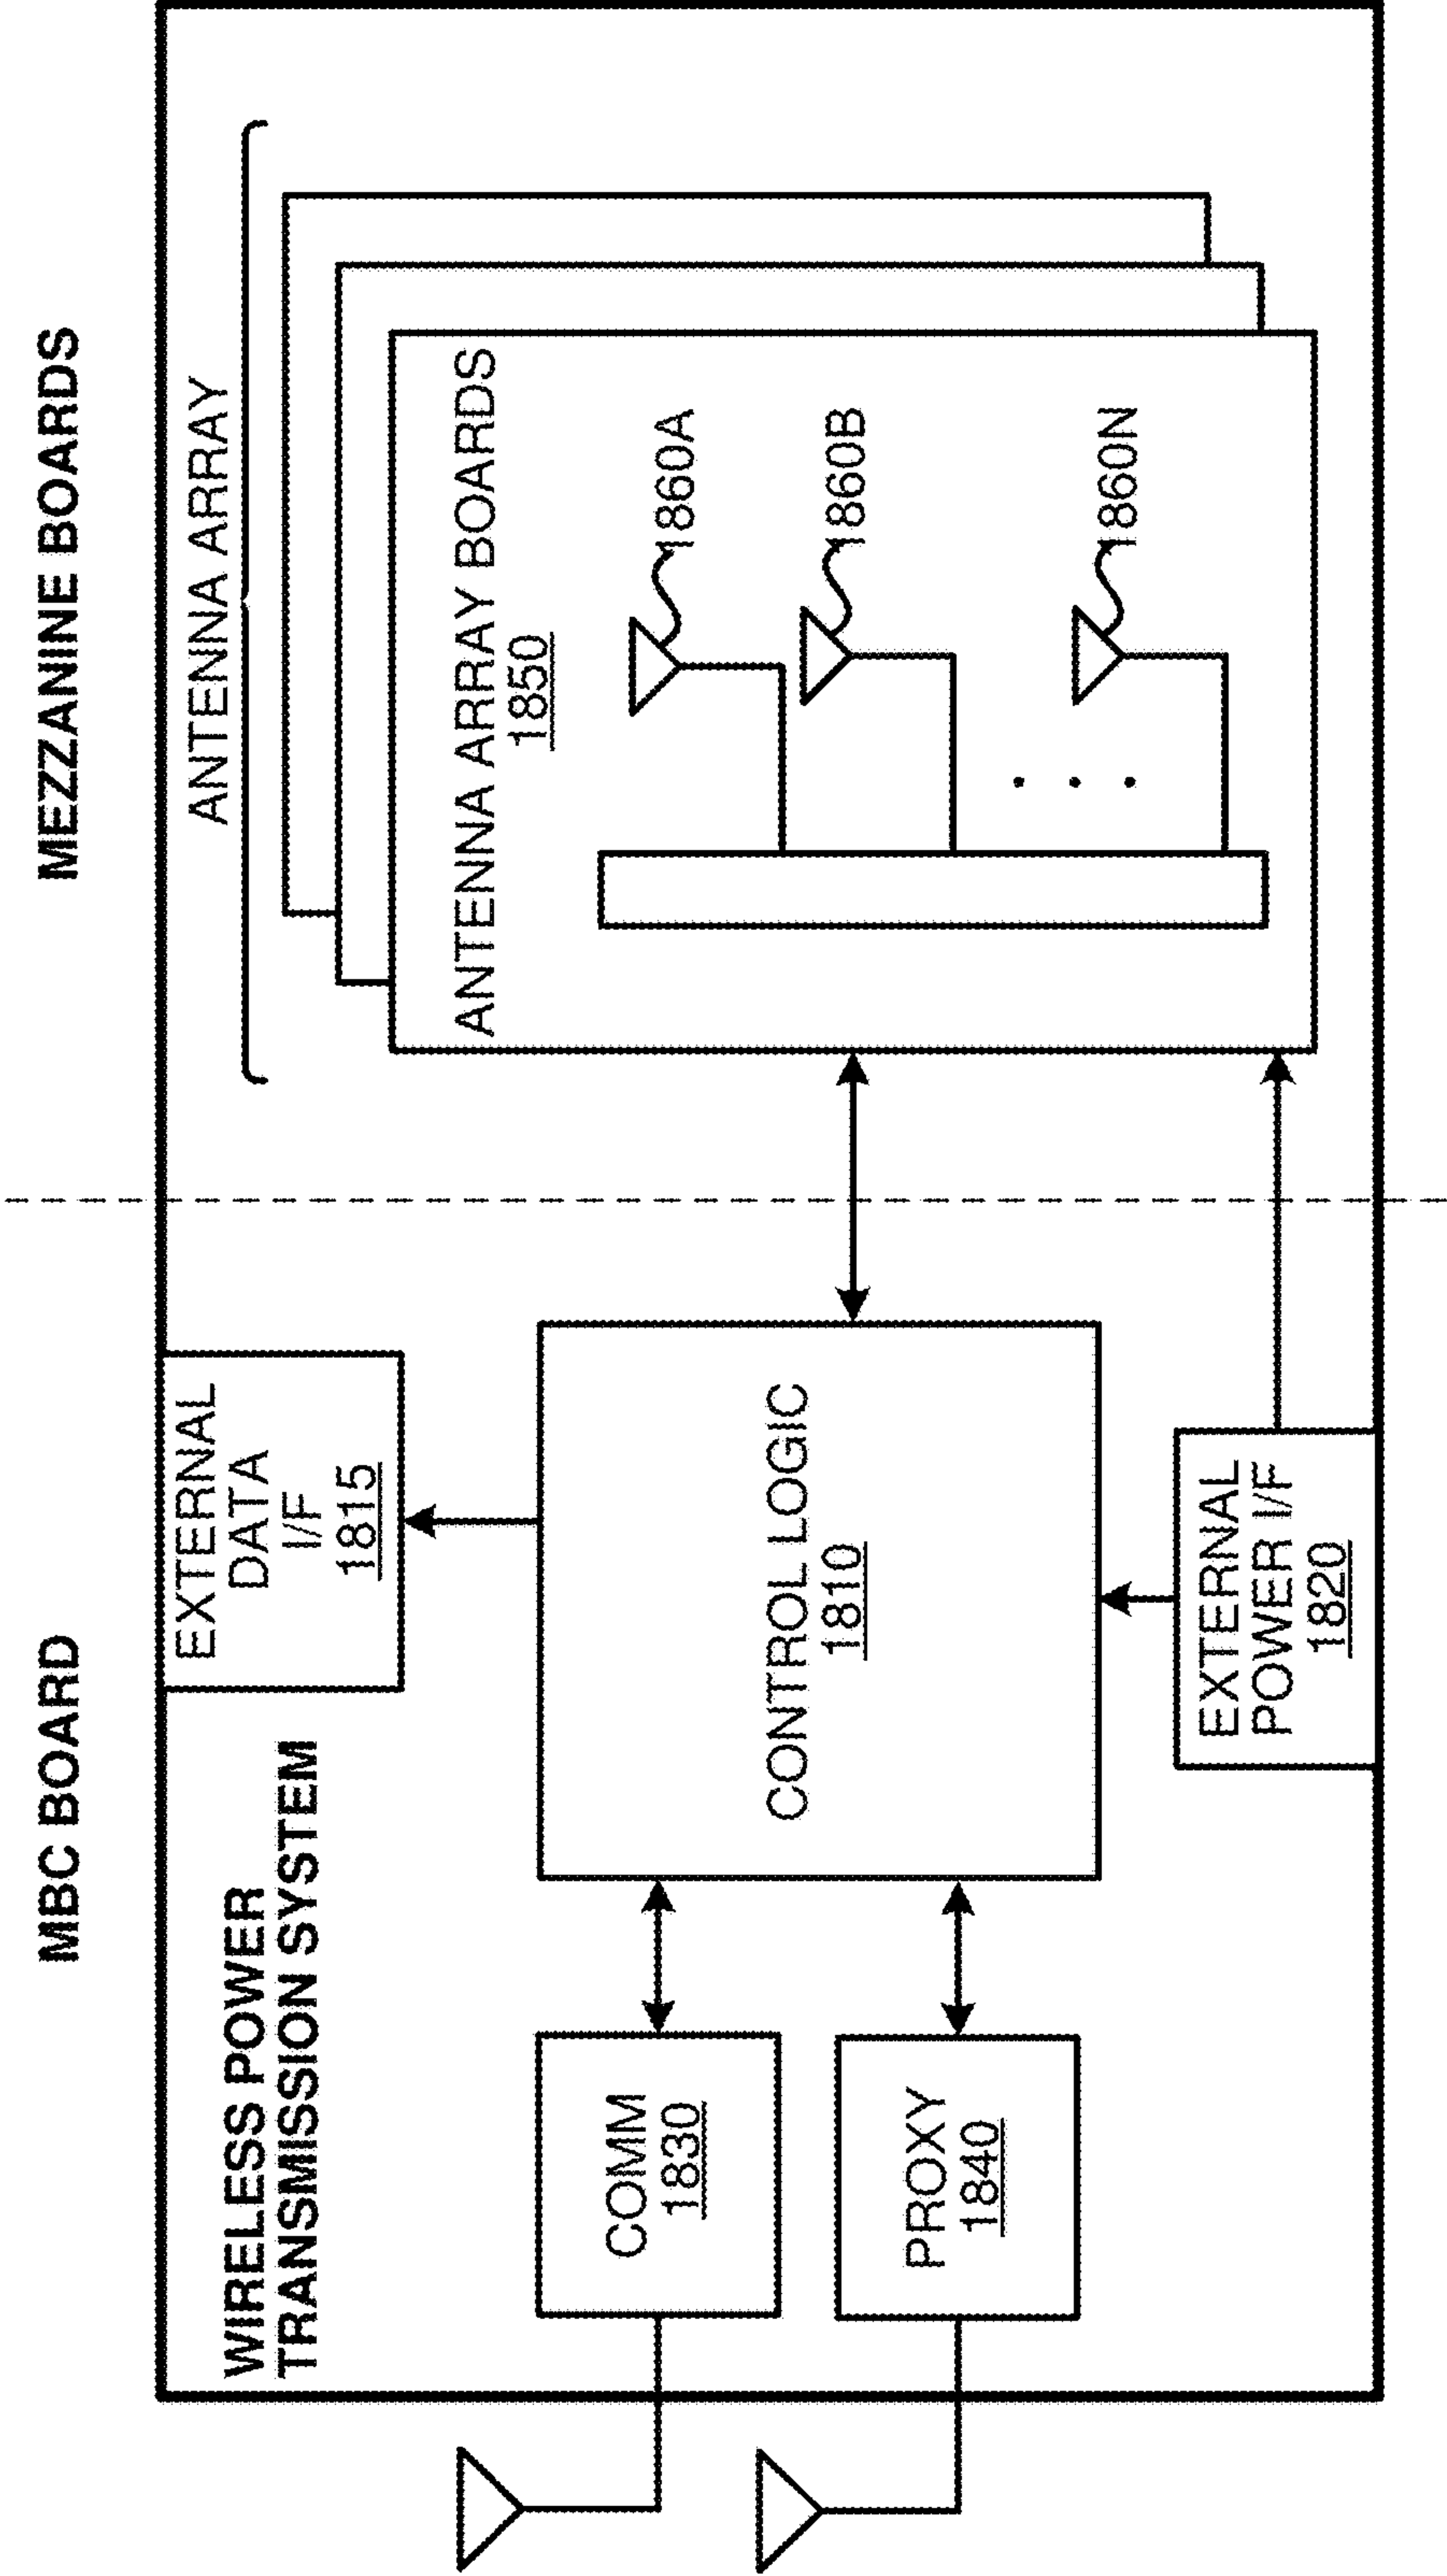 MBC BOARD
MEZZANINE BOARDS
WIRELESS POWER
TRANSMISSION SYSTEM
EXTERNAL
DATA
I/F
1815
ANTENNA ARRAY
ANTENNA ARRAY BOARDS
1850
1860A
1860B
1860N
. . .
COMM
1830
PROXY
1840
CONTROL LOGIC
1810
EXTERNAL
POWER I/F
1820